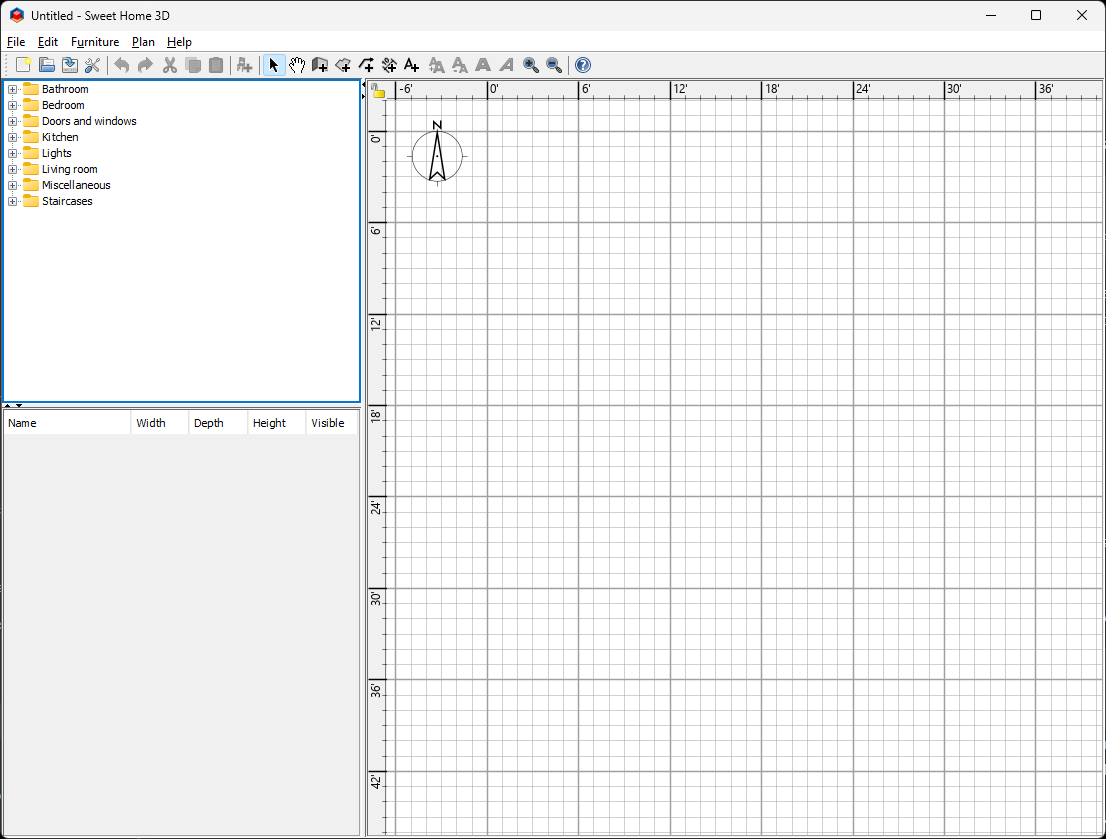 Untitled - Sweet Home 3D
File Edit Furniture Plan Help
-6' 0' 6' 12' 18' 24' 30' 36'
Bathroom
Bedroom
Doors and windows
Kitchen
Lights
Living room
Miscellaneous
Staircases
N
0'
6'
12'
18'
24'
30'
36'
42'
Name Width Depth Height Visible